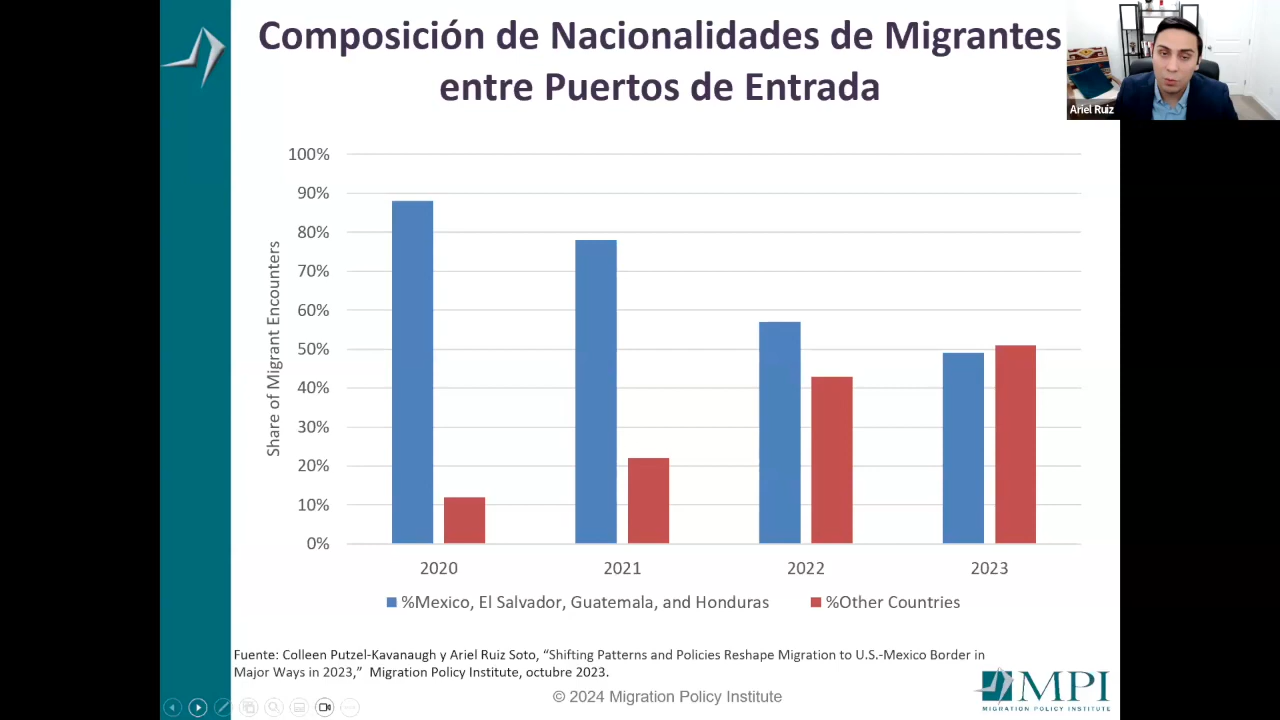 Composición de Nacionalidades de Migrantes
entre Puertos de Entrada
Ariel Ruiz
100%
90%
80%
70%
60%
50%
40%
30%
20%
10%
0%
Share of Migrant Encounters
2020 2021 2022 2023
%Mexico, El Salvador, Guatemala, and Honduras %Other Countries
Fuente: Colleen Putzel-Kavanaugh y Ariel Ruiz Soto, “Shifting Patterns and Policies Reshape Migration to U.S.-Mexico Border in
Major Ways in 2023,” Migration Policy Institute, octubre 2023.
© 2024 Migration Policy Institute
MPI
MIGRATION POLICY INSTITUTE